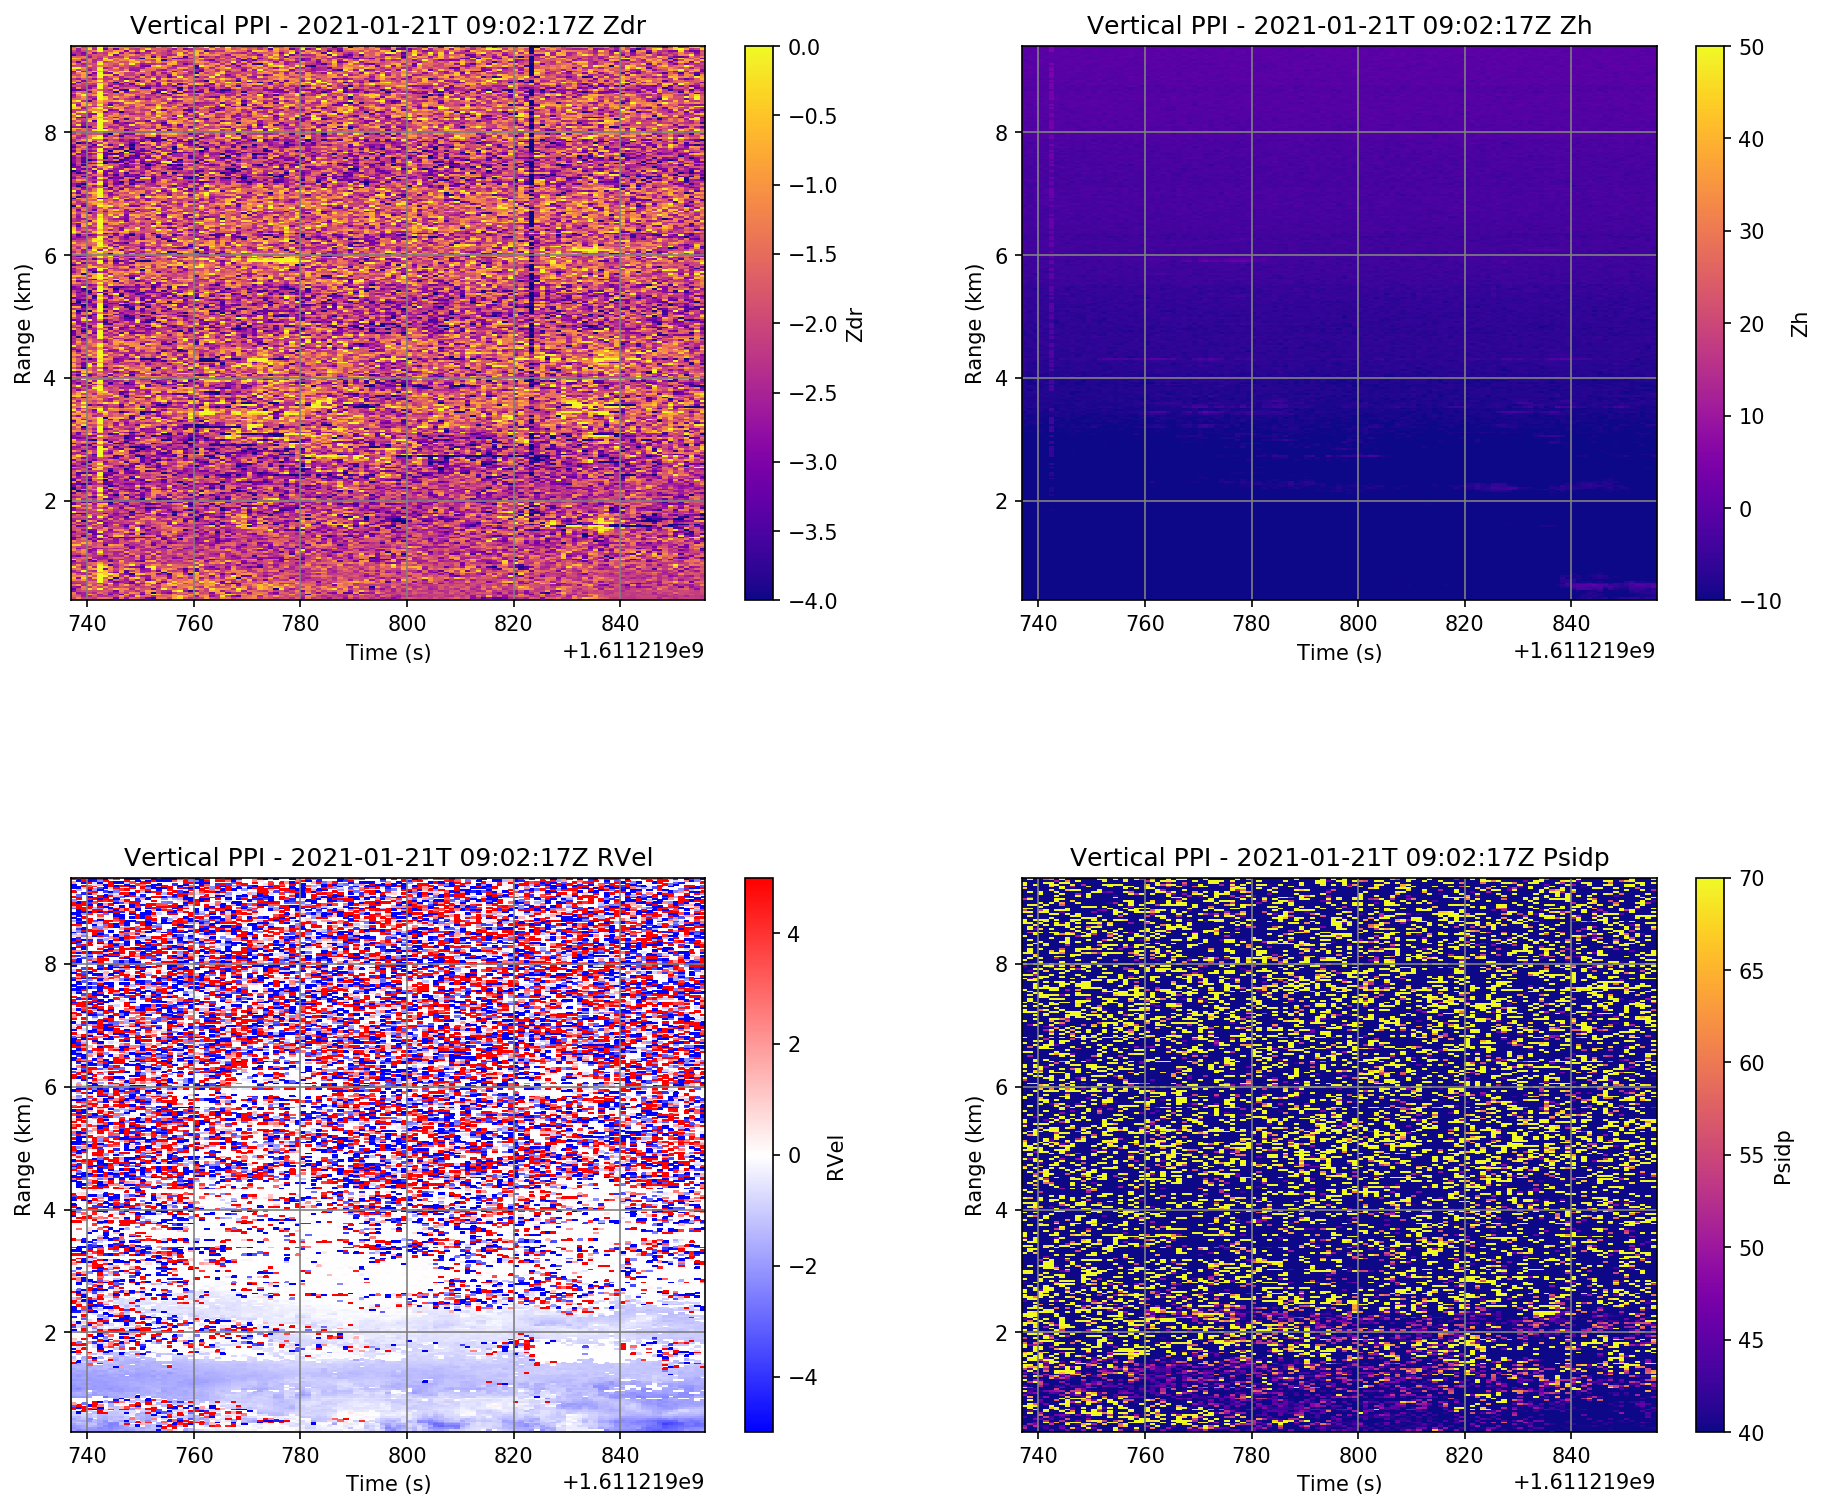 Vertical PPI - 2021-01-21T 09:02:17Z Zdr
Range (km)
8
6
4
2
740 760 780 800 820 840
Time (s)
+1.611219e9
0.0
−0.5
−1.0
−1.5
−2.0
−2.5
−3.0
−3.5
−4.0
Zdr
Vertical PPI - 2021-01-21T 09:02:17Z Zh
Range (km)
8
6
4
2
740 760 780 800 820 840
Time (s)
+1.611219e9
50
40
30
20
10
0
−10
Zh
Vertical PPI - 2021-01-21T 09:02:17Z RVel
Range (km)
8
6
4
2
740 760 780 800 820 840
Time (s)
+1.611219e9
4
2
0
−2
−4
RVel
Vertical PPI - 2021-01-21T 09:02:17Z Psidp
Range (km)
8
6
4
2
740 760 780 800 820 840
Time (s)
+1.611219e9
70
65
60
55
50
45
40
Psidp